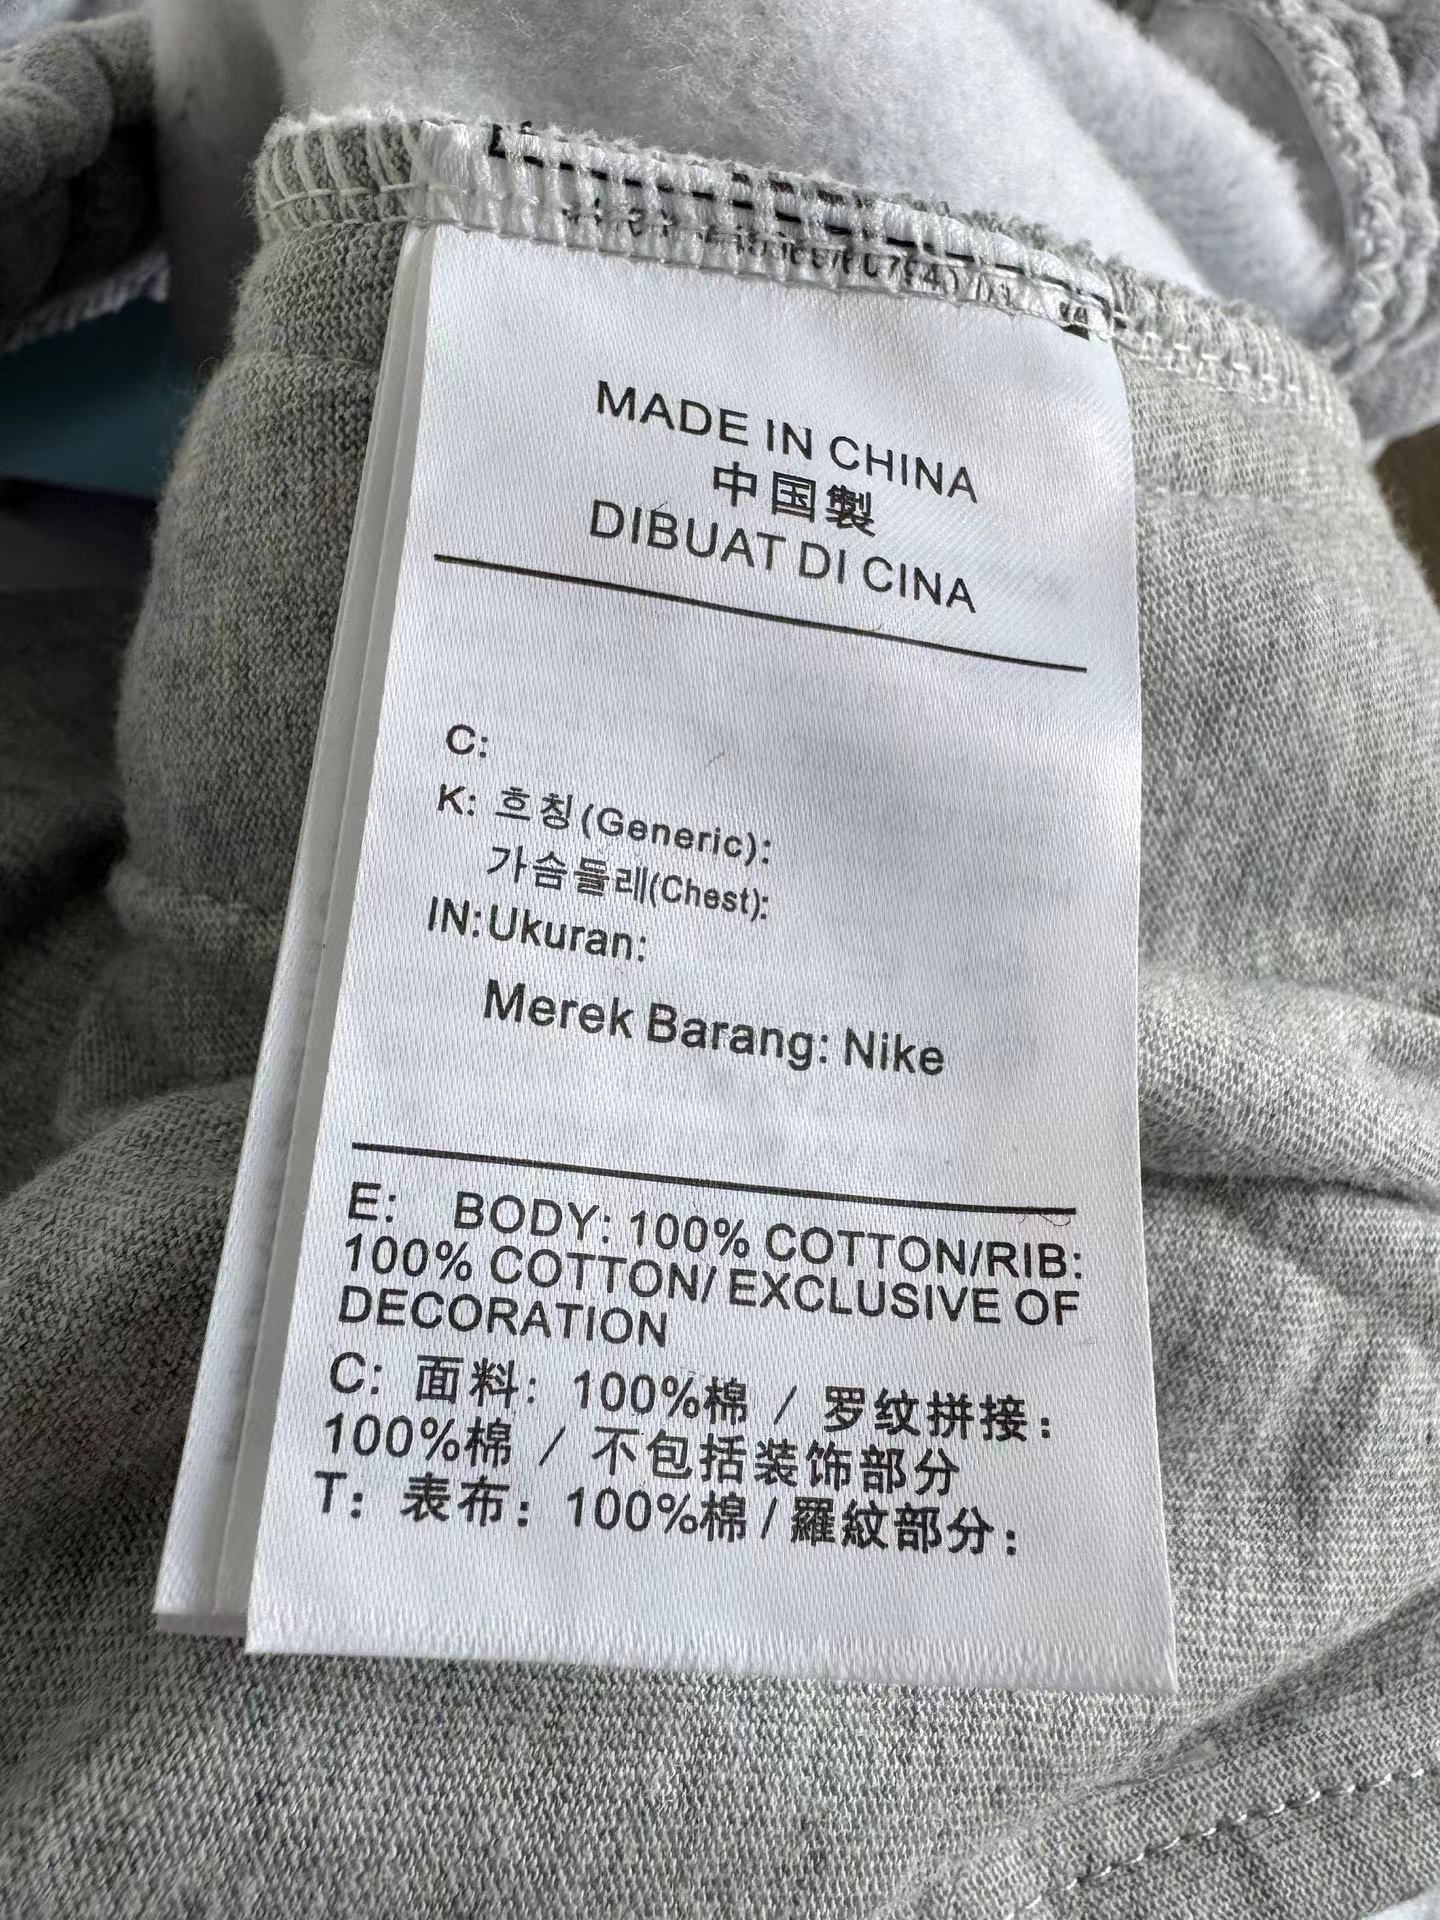 MADE IN CHINA
中国製
DIBUAT DI CINA
C:
K: 흐칭(Generic):
가슴둘레(Chest):
IN:Ukuran:
Merek Barang: Nike
E: BODY: 100% COTTON/RIB:
100% COTTON/ EXCLUSIVE OF
DECORATION
C: 面料: 100%棉 / 罗纹拼接:
100%棉 / 不包括装饰部分
T: 表布: 100%棉/羅紋部分: